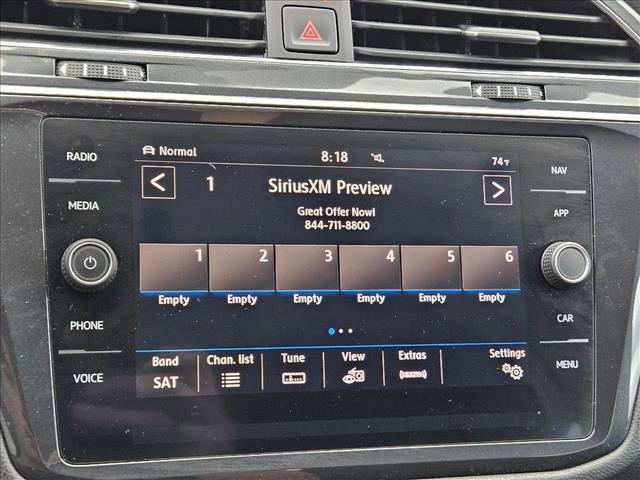 RADIO
MEDIA
PHONE
VOICE
Normal
8:18
74°F
1
SiriusXM Preview
Great Offer Now!
844-711-8800
1 2 3 4 5 6
Empty Empty Empty Empty Empty Empty
Band Chan. list Tune View Extras Settings
SAT ((sxm))
NAV
APP
CAR
MENU